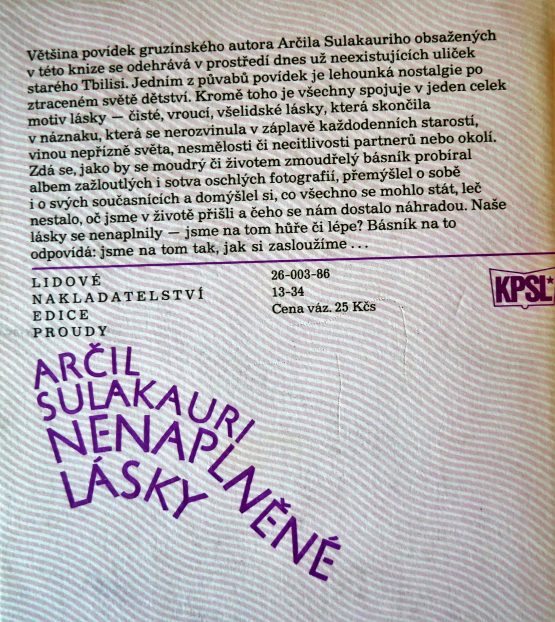 Většina povídek gruzínského autora Arčila Sulakauriho obsažených
v této knize se odehrává v prostředí dnes už neexistujících uliček
starého Tbilisi. Jedním z půvabů povídek je lehounká nostalgie po
ztraceném světě dětství. Kromě toho je všechny spojuje v jeden celek
motiv lásky — čisté, vroucí, všelidské lásky, která skončila
v náznaku, která se nerozvinula v záplavě každodenních starostí,
vinou nepřízně světa, nesmělosti či necitlivosti partnerů nebo okolí.
Zdá se, jako by se moudrý či životem zmoudřelý básník probíral
albem zažloutlých i sotva oschlých fotografií, přemýšlel o sobě
i o svých současnících a domýšlel si, co všechno se mohlo stát, leč
nestalo, oč jsme v životě přišli a čeho se nám dostalo náhradou. Naše
lásky se nenaplnily — jsme na tom hůře či lépe? Básník na to
odpovídá: jsme na tom tak, jak si zasloužíme ...
LIDOVÉ
NAKLADATELSTVÍ
EDICE
PROUDY
26-003-86
13-34
Cena váz. 25 Kčs
KPSL
ARČIL
SULAKAURI
NENAPLNĚNÉ
LÁSKY